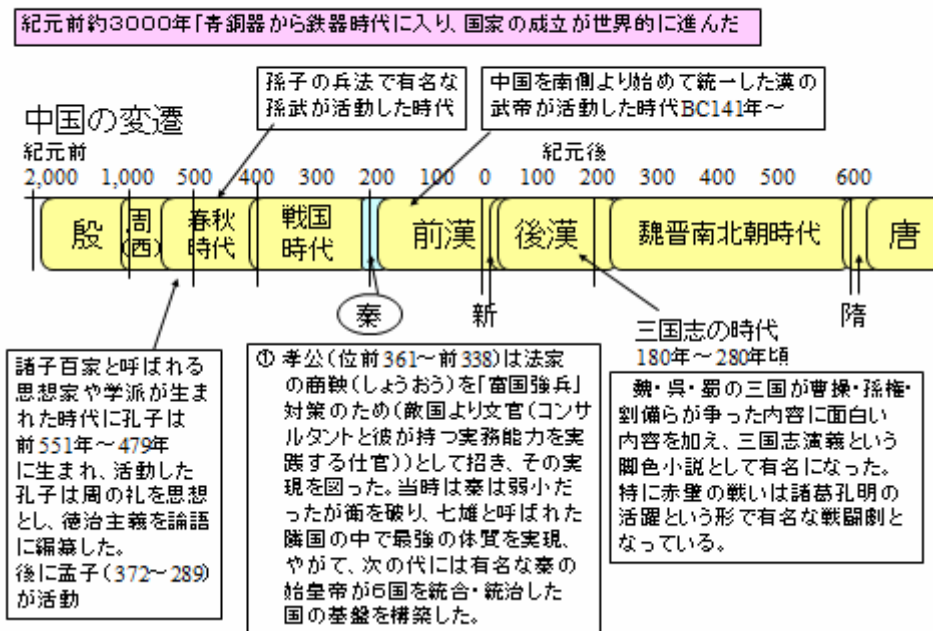 紀元前約3000年「青銅器から鉄器時代に入り、国家の成立が世界的に進んだ
孫子の兵法で有名な
孫武が活動した時代
中国を南側より始めて統一した漢の
武帝が活動した時代BC141年～
中国の変遷
紀元前
紀元後
2,000 1,000 500 400 300 200 100 0 100 200 300 400 500 600
殷
周
(西)
春秋
時代
戦国
時代
前漢
後漢
魏晋南北朝時代
唐
秦
新
隋
三国志の時代
180年～280年頃
諸子百家と呼ばれる
思想家や学派が生ま
れた時代に孔子は
前551年～479年
に生まれ、活動した
孔子は周の礼を思想
とし、徳治主義を論語
に編纂した。
後に孟子(372～289)
が活動
① 孝公(位前361～前338)は法家
の商鞅(しょうおう)を「富国強兵」
対策のため(敵国より文官(コンサ
ルタントと彼が持つ実務能力を実
践する仕官))として招き、その実
現を図った。当時は秦は弱小だ
ったが衛を破り、七雄と呼ばれた
隣国の中で最強の体質を実現、
やがて、次の代には有名な秦の
始皇帝が6国を統合・統治した
国の基盤を構築した。
魏・呉・蜀の三国が曹操・孫権・
劉備らが争った内容に面白い
内容を加え、三国志演義という
脚色小説として有名になった。
特に赤壁の戦いは諸葛孔明の
活躍という形で有名な戦闘劇と
なっている。